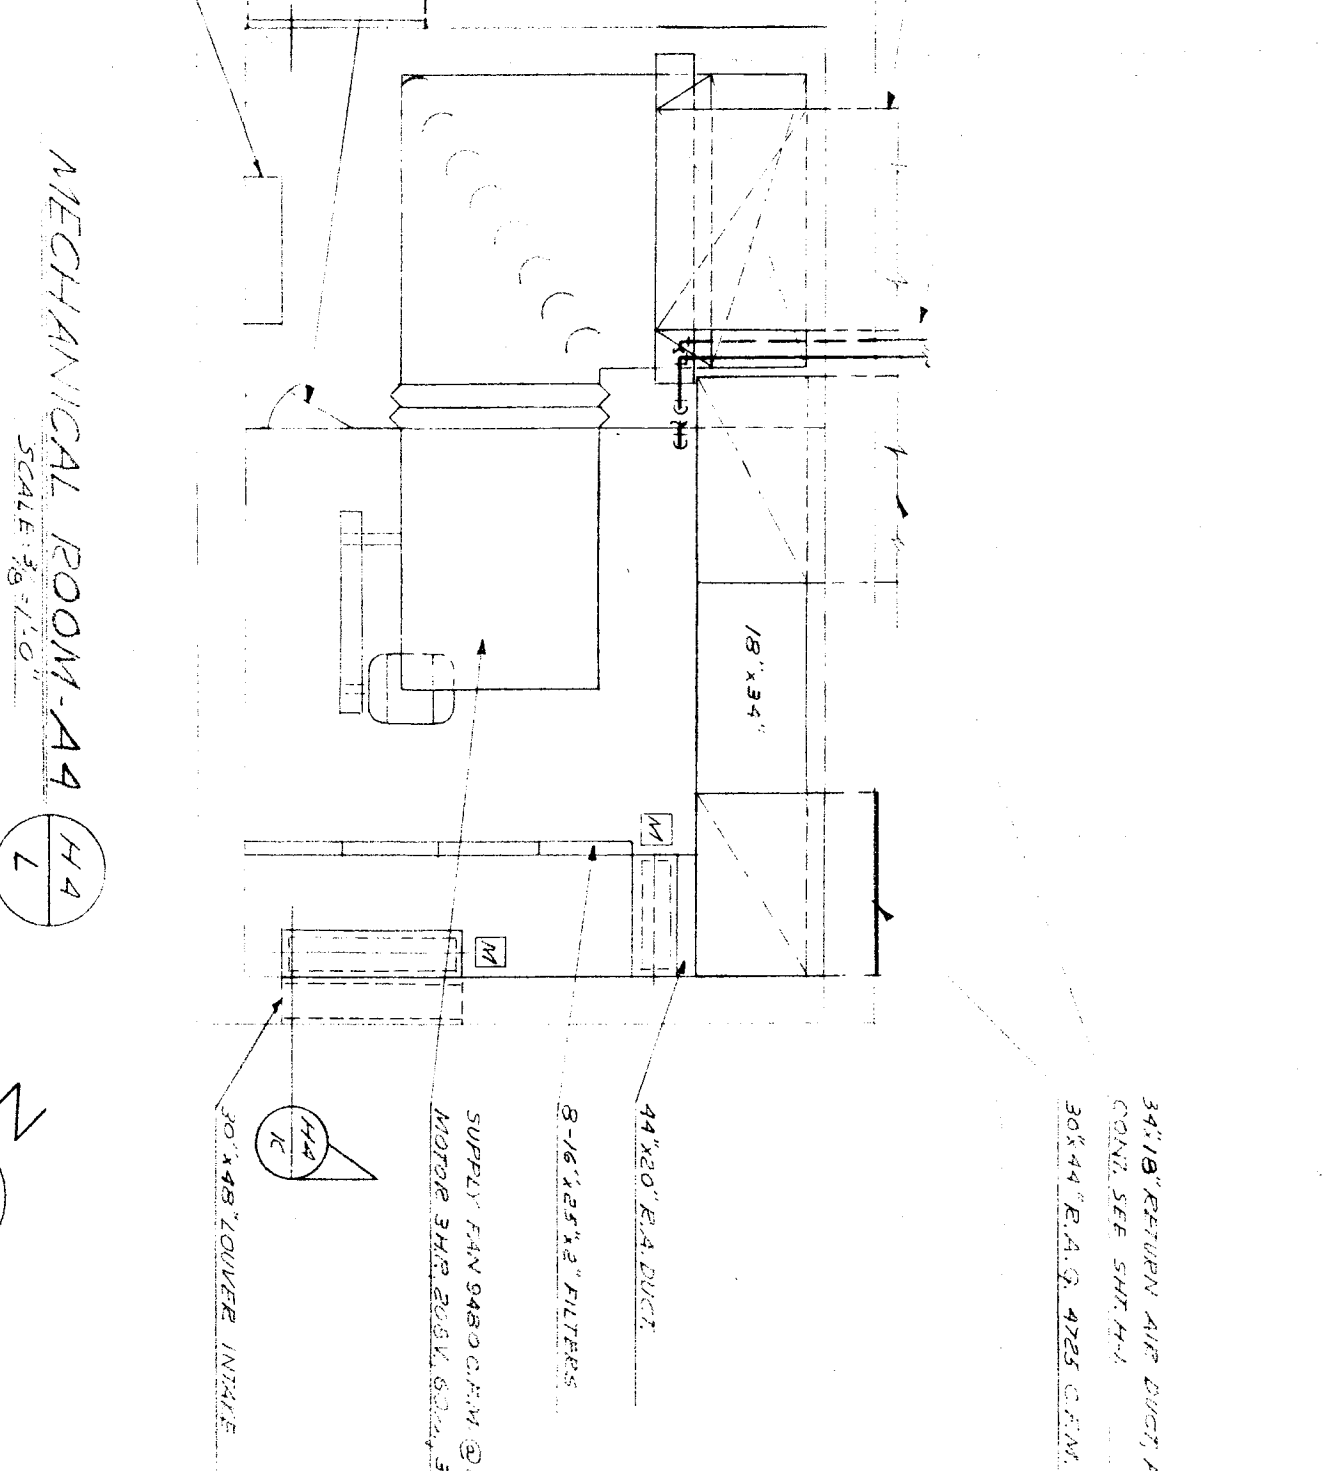 34"x18" RETURN AIR DUCT,
CONT. SEE SHT. H-1
30"x44" R.A.G. 4725 C.F.M.
18"x34"
M
M
44"x20" R.A. DUCT.
8-16"x25"x2" FILTERS
SUPPLY FAN 9480 C.F.M. @
MOTOR 3 H.P. 208V. 60
H4
K
30"x48" LOUVER INTAKE
MECHANICAL ROOM-A4
H4
L
SCALE: 3/8"=1'-0"
N